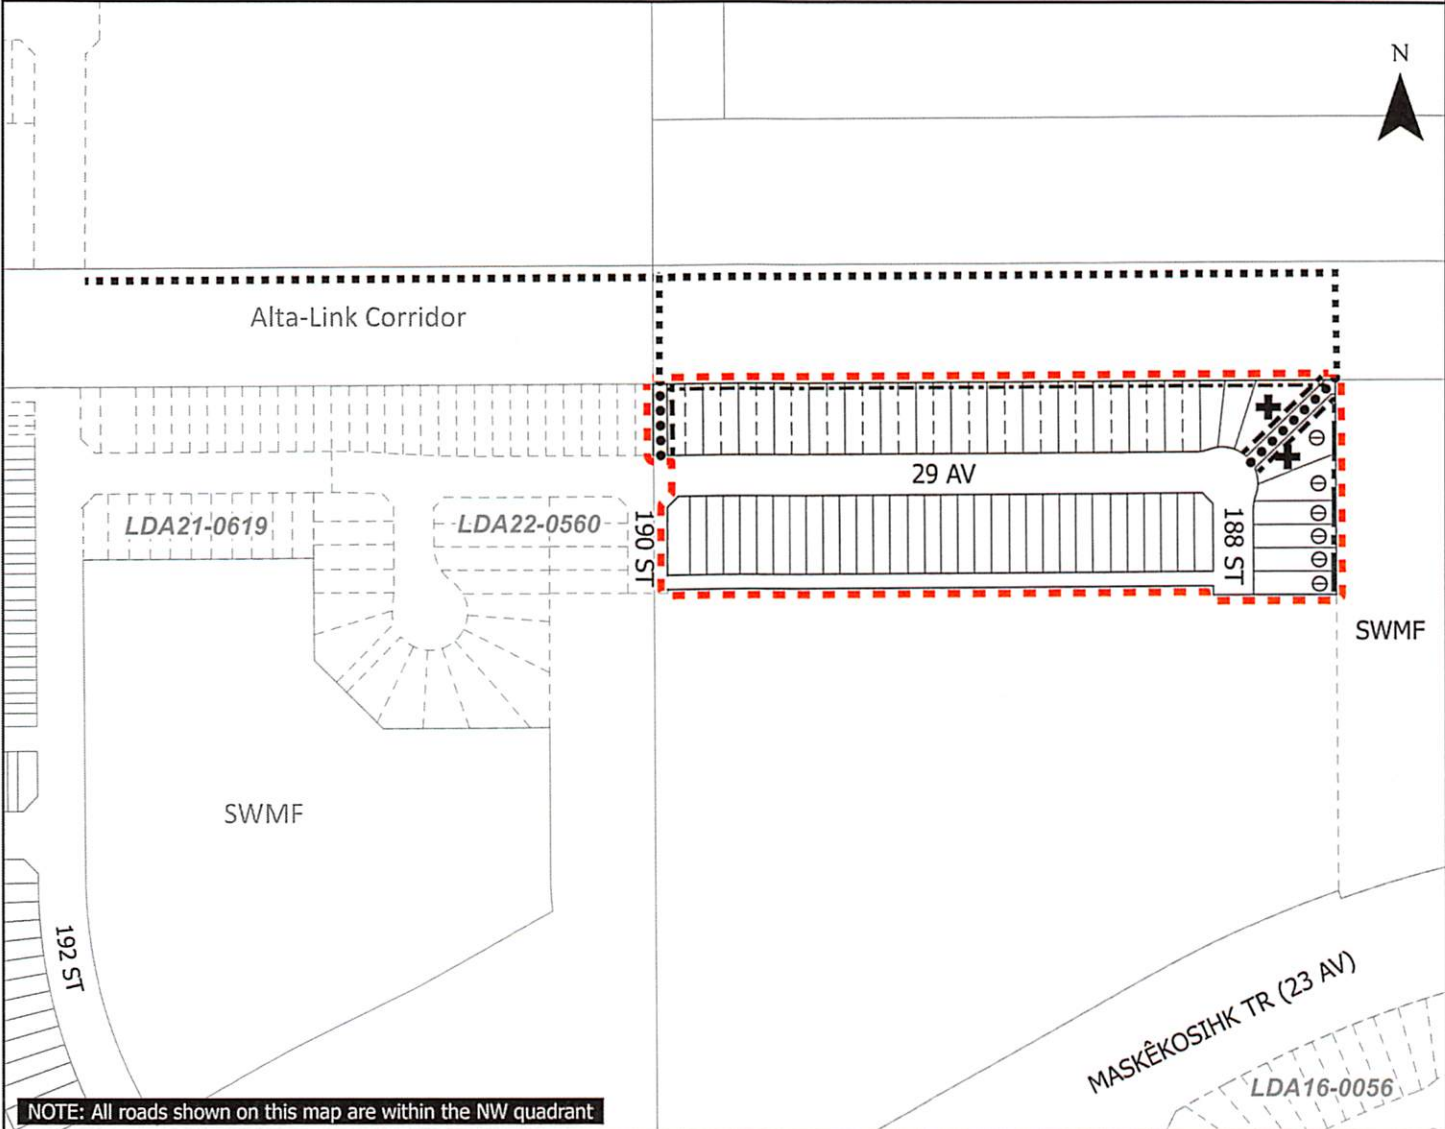 N
Alta-Link Corridor
29 AV
LDA21-0619
LDA22-0560
190 ST
188 ST
SWMF
SWMF
192 ST
MASKÊKOSIHK TR (23 AV)
LDA16-0056
NOTE: All roads shown on this map are within the NW quadrant